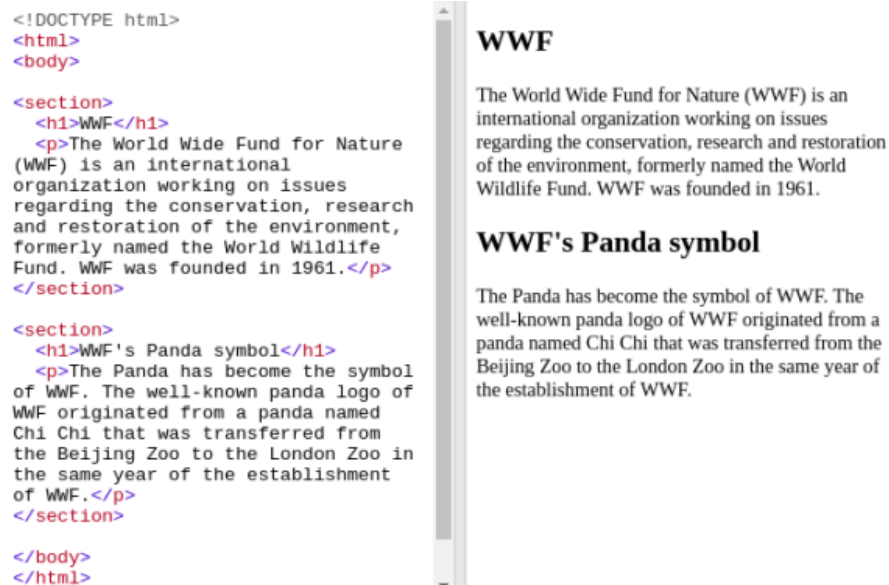 <!DOCTYPE html>
<html>
<body>
<section>
<h1>WWF</h1>
<p>The World Wide Fund for Nature
(WWF) is an international
organization working on issues
regarding the conservation, research
and restoration of the environment,
formerly named the World Wildlife
Fund. WWF was founded in 1961.</p>
</section>
<section>
<h1>WWF's Panda symbol</h1>
<p>The Panda has become the symbol
of WWF. The well-known panda logo of
WWF originated from a panda named
Chi Chi that was transferred from
the Beijing Zoo to the London Zoo in
the same year of the establishment
of WWF.</p>
</section>
</body>
</html>
WWF
The World Wide Fund for Nature (WWF) is an
international organization working on issues
regarding the conservation, research and restoration
of the environment, formerly named the World
Wildlife Fund. WWF was founded in 1961.
WWF's Panda symbol
The Panda has become the symbol of WWF. The
well-known panda logo of WWF originated from a
panda named Chi Chi that was transferred from the
Beijing Zoo to the London Zoo in the same year of
the establishment of WWF.